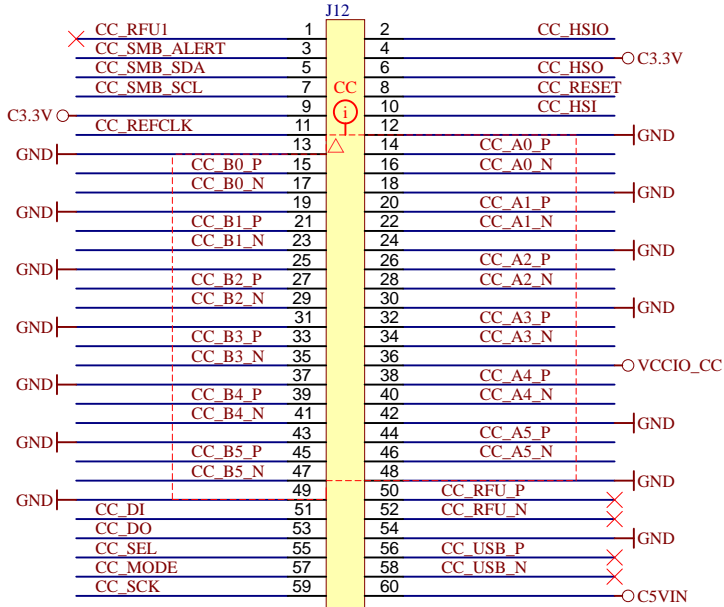 J12
CC_RFU1 1 2 CC_HSIO
CC_SMB_ALERT 3 4 C3.3V
CC_SMB_SDA 5 6 CC_HSO
CC_SMB_SCL 7 8 CC_RESET
CC
C3.3V 9 10 CC_HSI
i
CC_REFCLK 11 12 GND
GND 13 14 CC_A0_P
CC_B0_P 15 16 CC_A0_N
CC_B0_N 17 18 GND
GND 19 20 CC_A1_P
CC_B1_P 21 22 CC_A1_N
CC_B1_N 23 24 GND
GND 25 26 CC_A2_P
CC_B2_P 27 28 CC_A2_N
CC_B2_N 29 30 GND
GND 31 32 CC_A3_P
CC_B3_P 33 34 CC_A3_N
CC_B3_N 35 36 VCCIO_CC
GND 37 38 CC_A4_P
CC_B4_P 39 40 CC_A4_N
CC_B4_N 41 42 GND
GND 43 44 CC_A5_P
CC_B5_P 45 46 CC_A5_N
CC_B5_N 47 48 GND
GND 49 50 CC_RFU_P
CC_DI 51 52 CC_RFU_N
CC_DO 53 54 GND
CC_SEL 55 56 CC_USB_P
CC_MODE 57 58 CC_USB_N
CC_SCK 59 60 C5VIN